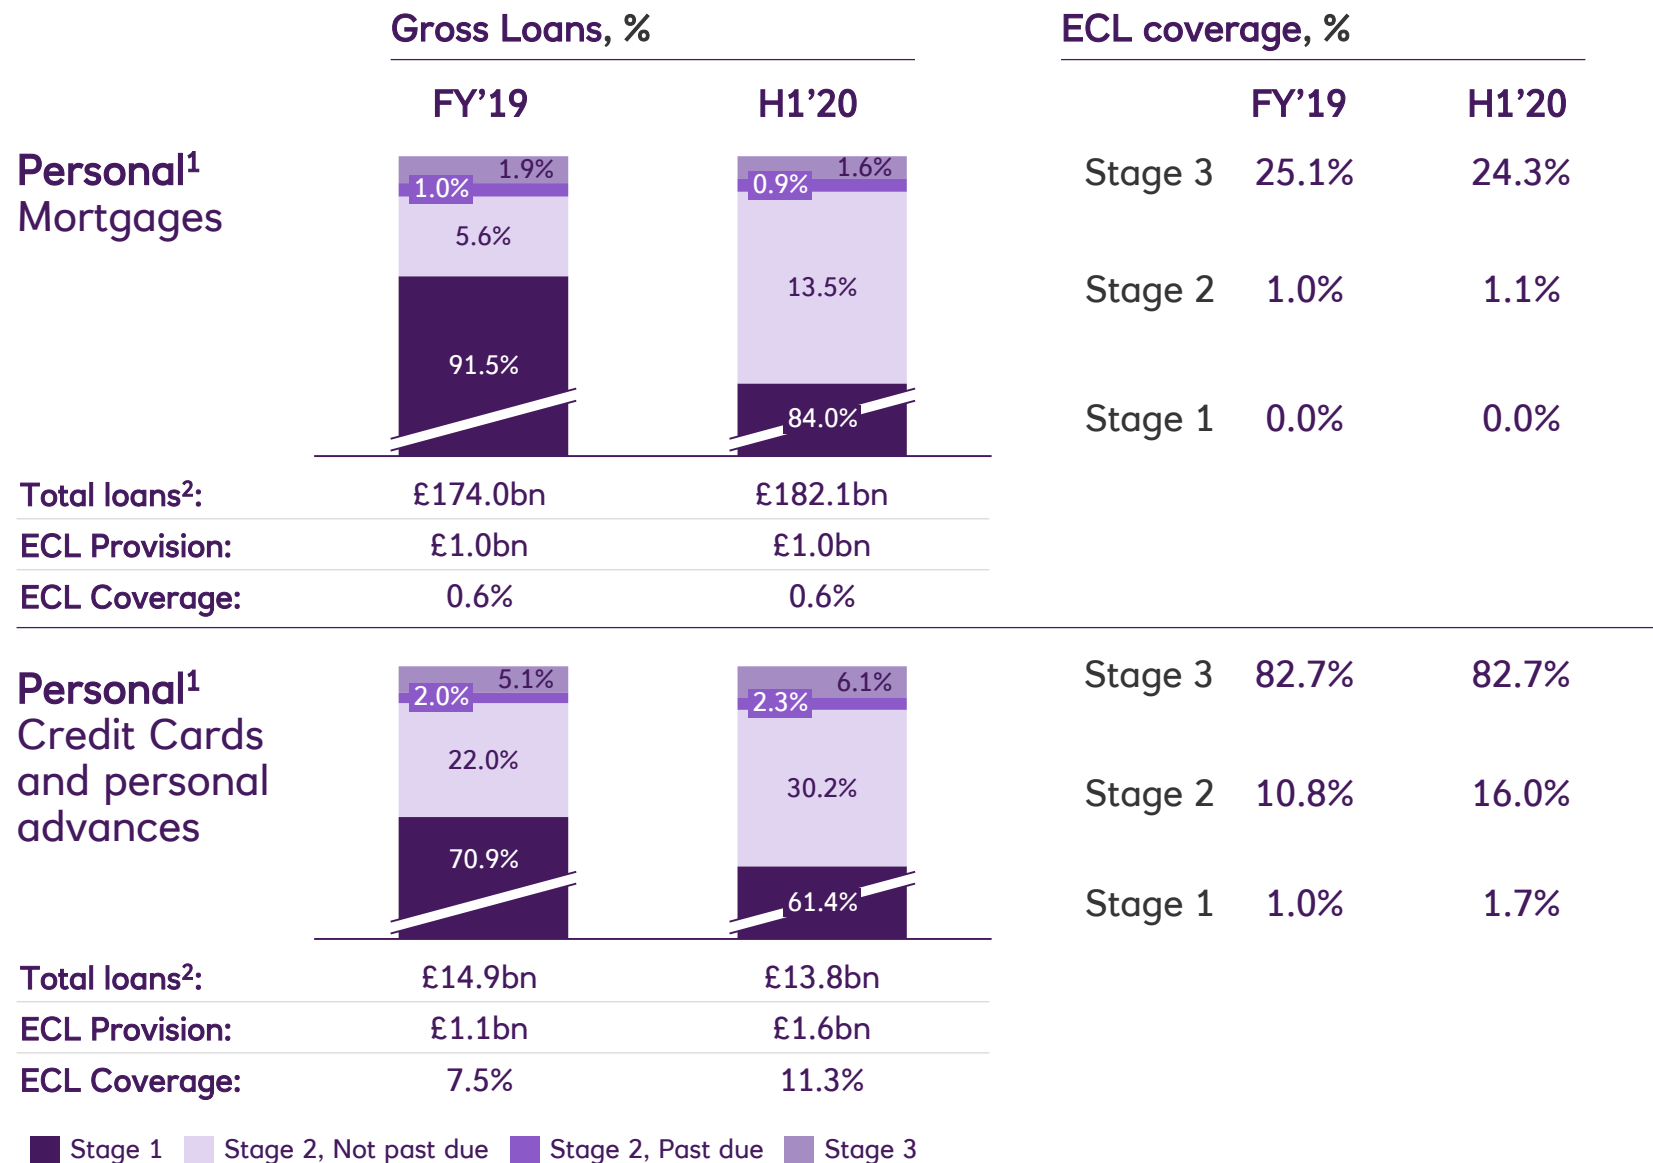 Gross Loans, %
ECL coverage, %
FY’19 H1’20 FY’19 H1’20
Personal¹
Mortgages
1.9%
1.0%
5.6%
91.5%
1.6%
0.9%
13.5%
84.0%
Stage 3 25.1% 24.3%
Stage 2 1.0% 1.1%
Stage 1 0.0% 0.0%
Total loans²: £174.0bn £182.1bn
ECL Provision: £1.0bn £1.0bn
ECL Coverage: 0.6% 0.6%
Personal¹
Credit Cards
and personal
advances
5.1%
2.0%
22.0%
70.9%
6.1%
2.3%
30.2%
61.4%
Stage 3 82.7% 82.7%
Stage 2 10.8% 16.0%
Stage 1 1.0% 1.7%
Total loans²: £14.9bn £13.8bn
ECL Provision: £1.1bn £1.6bn
ECL Coverage: 7.5% 11.3%
Stage 1 Stage 2, Not past due Stage 2, Past due Stage 3